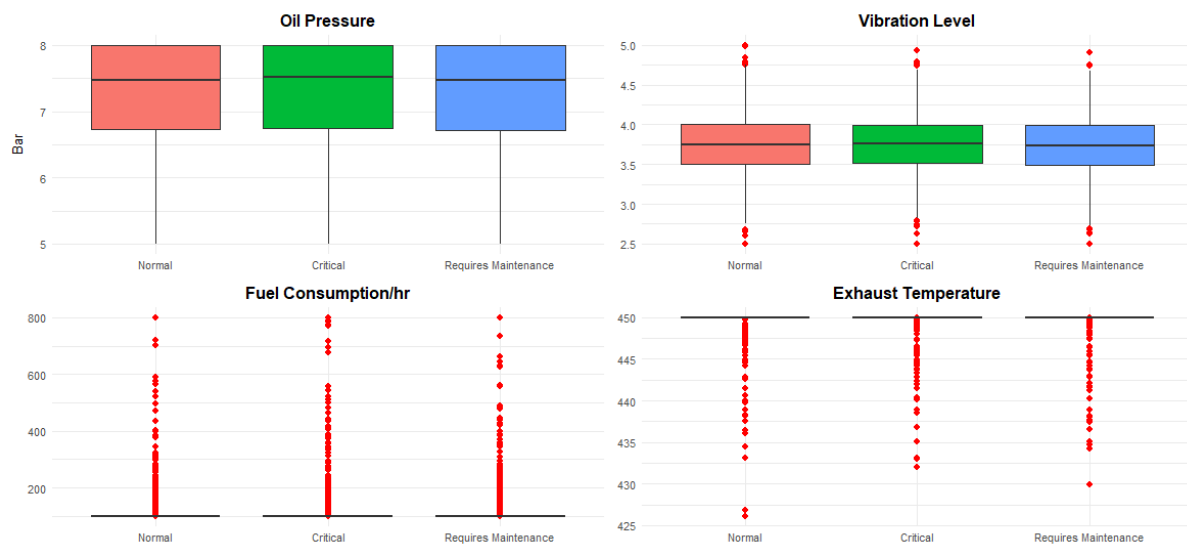 Oil Pressure
8
7
6
5
Bar
Normal Critical Requires Maintenance
Vibration Level
5.0
4.5
4.0
3.5
3.0
2.5
Normal Critical Requires Maintenance
Fuel Consumption/hr
800
600
400
200
Normal Critical Requires Maintenance
Exhaust Temperature
450
445
440
435
430
425
Normal Critical Requires Maintenance